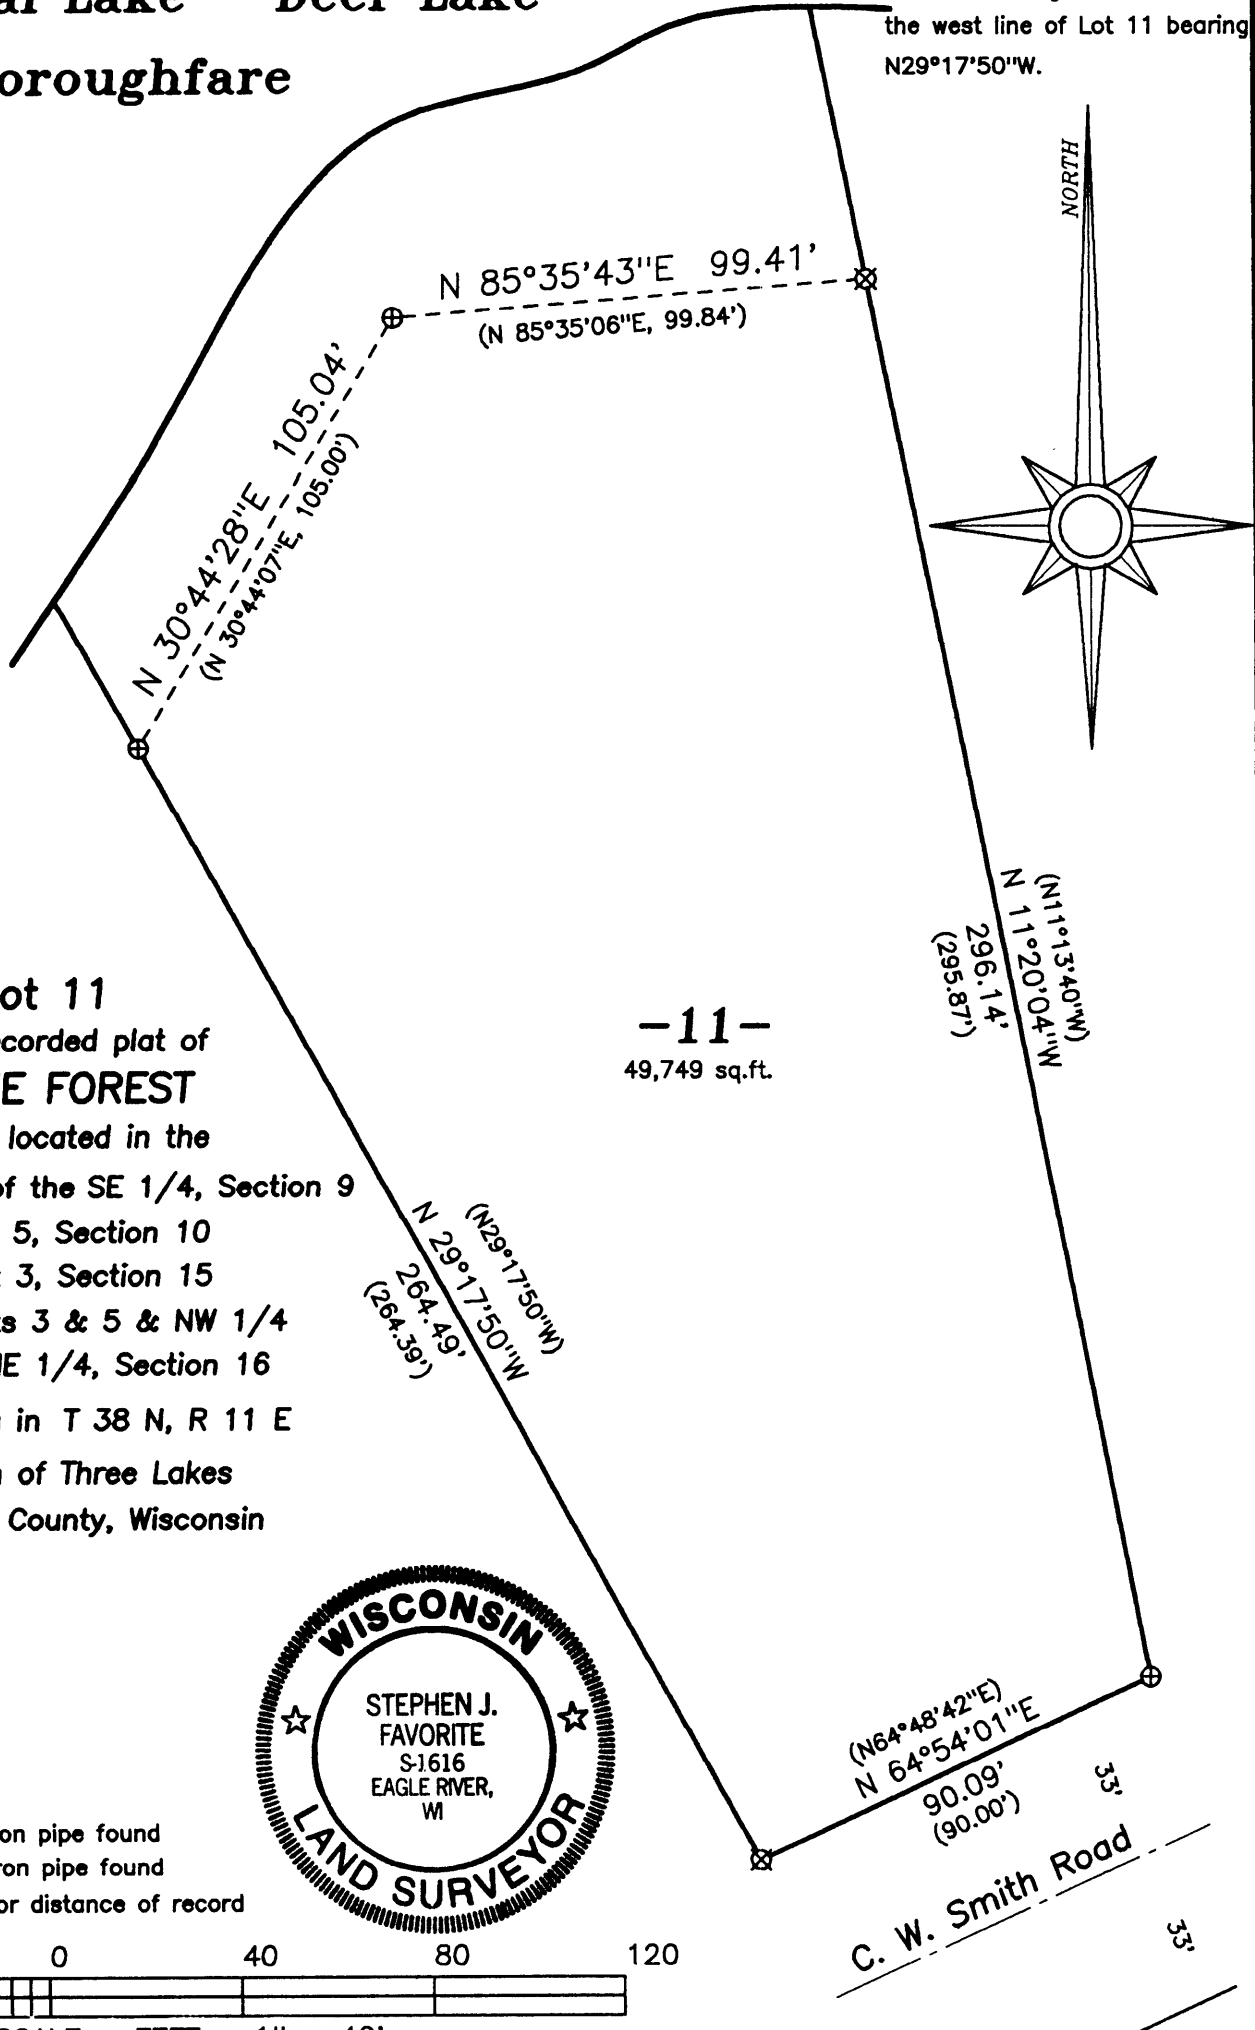 Deer Lake
the west line of Lot 11 bearing
N29°17'50"W.
NORTH
N 85°35'43"E 99.41'
(N 85°35'06"E, 99.84')
N 30°44'28"E 105.04'
(N 30°44'07"E, 105.00')
(N11°13'40"W)
N 11°20'04"W
296.14'
(295.87')
-11-
49,749 sq.ft.
11
plat of
FOREST
located in the
the SE 1/4, Section 9
5, Section 10
3, Section 15
3 & 5 & NW 1/4
1/4, Section 16
in T 38 N, R 11 E
of Three Lakes
County, Wisconsin
(N29°17'50"W)
N 29°17'50"W
264.49'
(264.39')
WISCONSIN
STEPHEN J.
FAVORITE
S-1616
EAGLE RIVER,
WI
LAND SURVEYOR
(N64°48'42"E)
N 64°54'01"E
90.09'
(90.00')
33'
C. W. Smith Road
33'
pipe found
pipe found
or distance of record
0 40 80 120